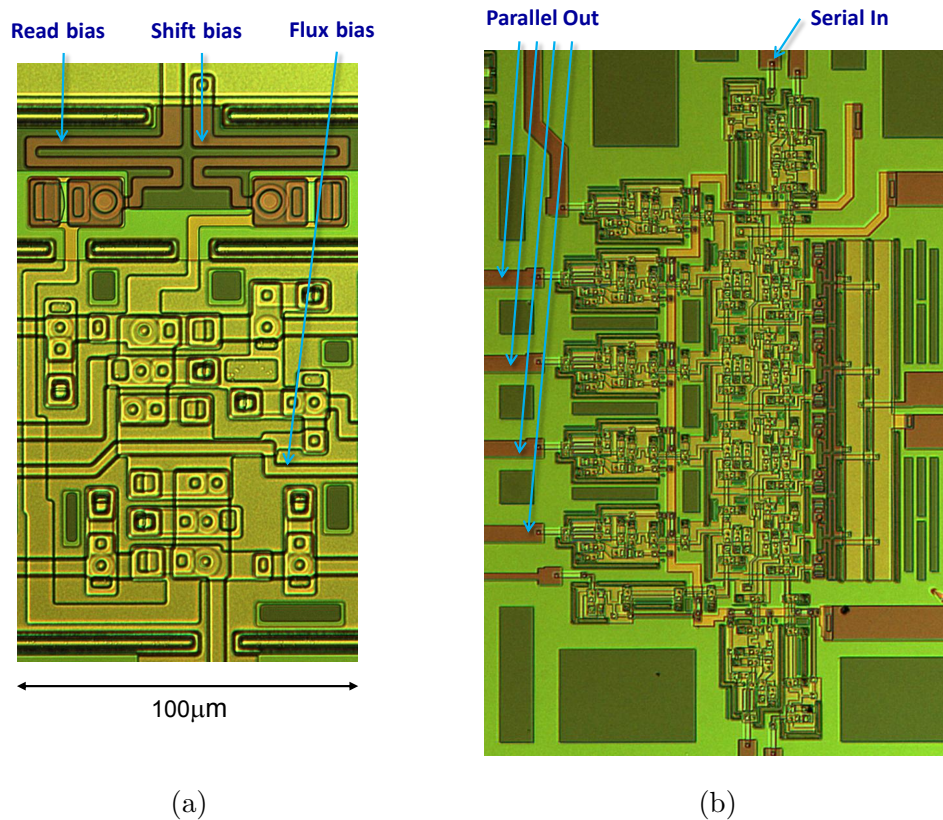 Read bias
Shift bias
Flux bias
100μm
(a)
Parallel Out
Serial In
(b)